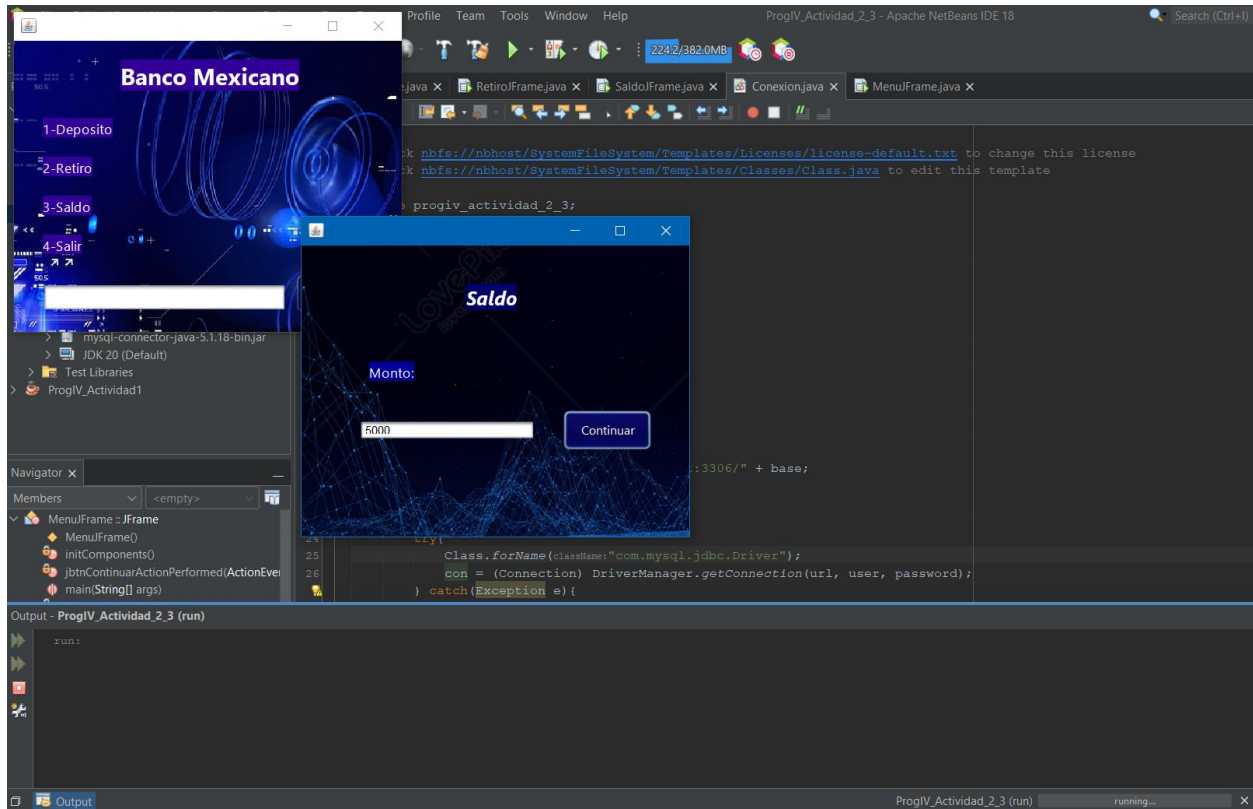 Profile Team Tools Window Help
ProgIV_Actividad_2_3 - Apache NetBeans IDE 18
Search (Ctrl+I)
224.2/382.0MB
.java RetiroJFrame.java SaldoJFrame.java Conexion.java MenuJFrame.java
Banco Mexicano
1-Deposito
2-Retiro
3-Saldo
4-Salir
ck nbfs://nbhost/SystemFileSystem/Templates/Licenses/license-default.txt to change this license
ck nbfs://nbhost/SystemFileSystem/Templates/Classes/Class.java to edit this template
progiv_actividad_2_3;
Saldo
Monto:
5000
Continuar
mysql-connector-java-5.1.18-bin.jar
JDK 20 (Default)
Test Libraries
ProgIV_Actividad1
:3306/" + base;
Navigator
Members <empty>
MenuJFrame :: JFrame
MenuJFrame()
initComponents()
jbtnContinuarActionPerformed(ActionEve
main(String[] args)
24 try{
25 Class.forName(className:"com.mysql.jdbc.Driver");
26 con = (Connection) DriverManager.getConnection(url, user, password);
} catch(Exception e){
Output - ProgIV_Actividad_2_3 (run)
run:
Output
ProgIV_Actividad_2_3 (run) running...